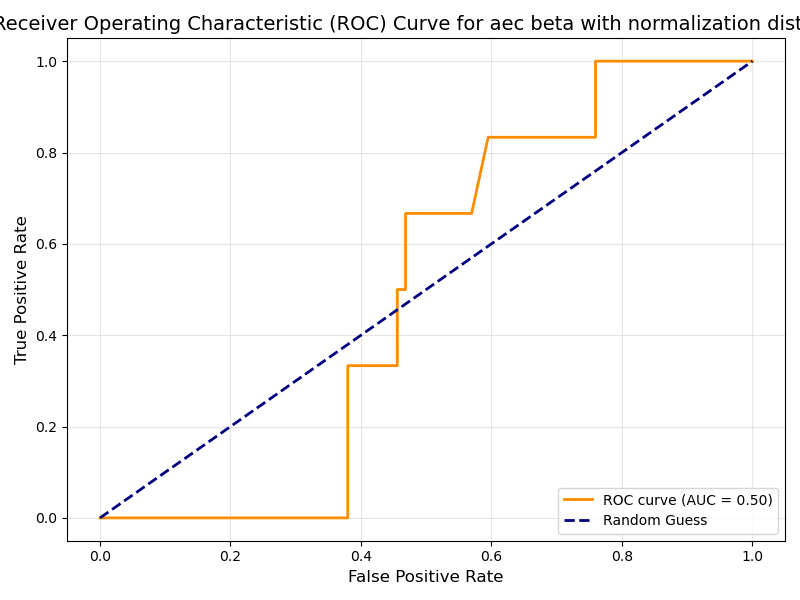 Receiver Operating Characteristic (ROC) Curve for aec beta with normalization dist
1.0
0.8
0.6
0.4
0.2
0.0
True Positive Rate
0.0 0.2 0.4 0.6 0.8 1.0
False Positive Rate
ROC curve (AUC = 0.50)
Random Guess